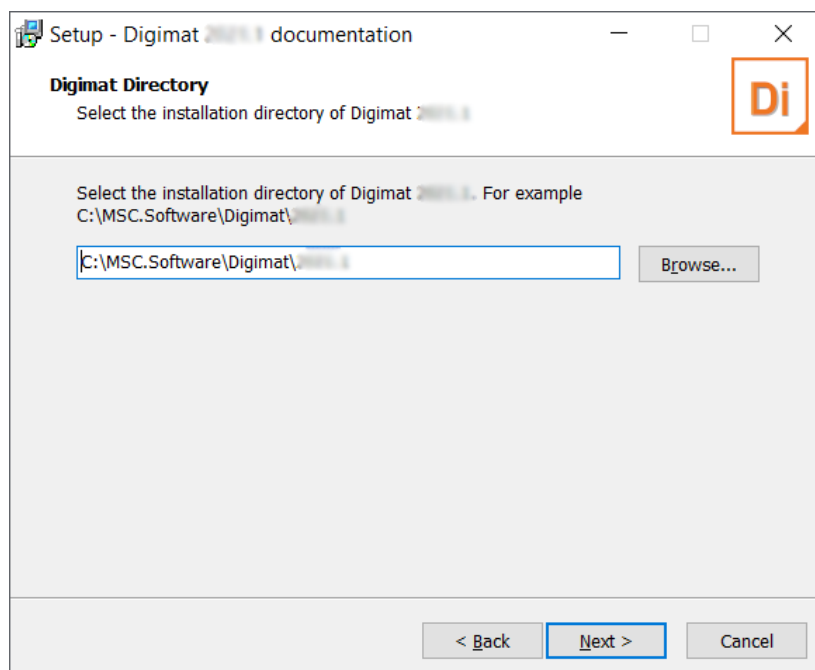 Setup - Digimat documentation
Digimat Directory
Select the installation directory of Digimat
Di
Select the installation directory of Digimat . For example
C:\MSC.Software\Digimat\
C:\MSC.Software\Digimat\
Browse...
< Back
Next >
Cancel